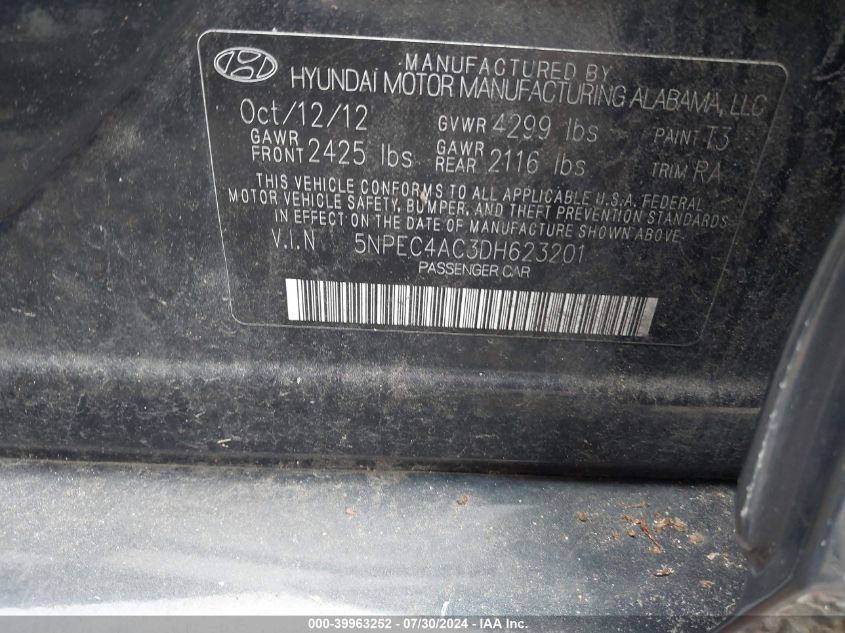 MANUFACTURED BY
HYUNDAI MOTOR MANUFACTURING ALABAMA, LLC
Oct/12/12 GVWR 4299 lbs PAINT T3
GAWR FRONT 2425 lbs GAWR REAR 2116 lbs TRIM RA
THIS VEHICLE CONFORMS TO ALL APPLICABLE U.S.A. FEDERAL
MOTOR VEHICLE SAFETY, BUMPER, AND THEFT PREVENTION STANDARDS
IN EFFECT ON THE DATE OF MANUFACTURE SHOWN ABOVE.
V.I.N 5NPEC4AC3DH623201
PASSENGER CAR
000-39963252 - 07/30/2024 - IAA Inc.